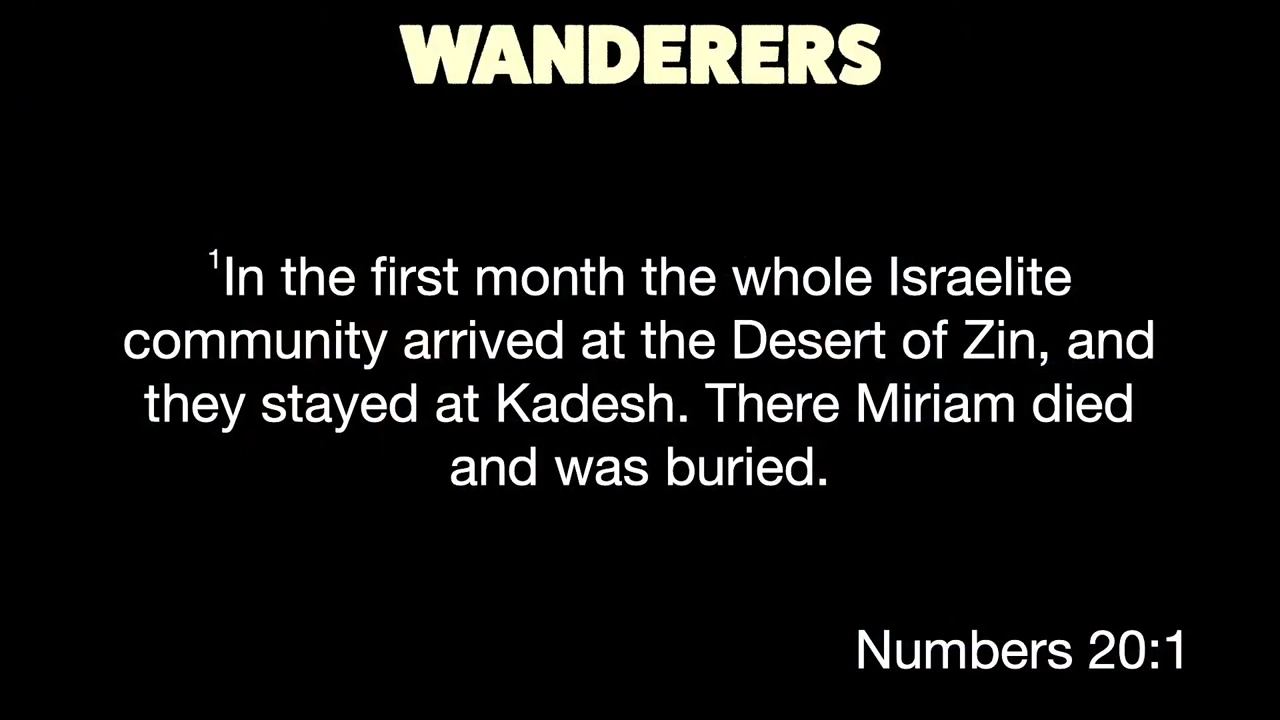 WANDERERS
¹In the first month the whole Israelite
community arrived at the Desert of Zin, and
they stayed at Kadesh. There Miriam died
and was buried.
Numbers 20:1